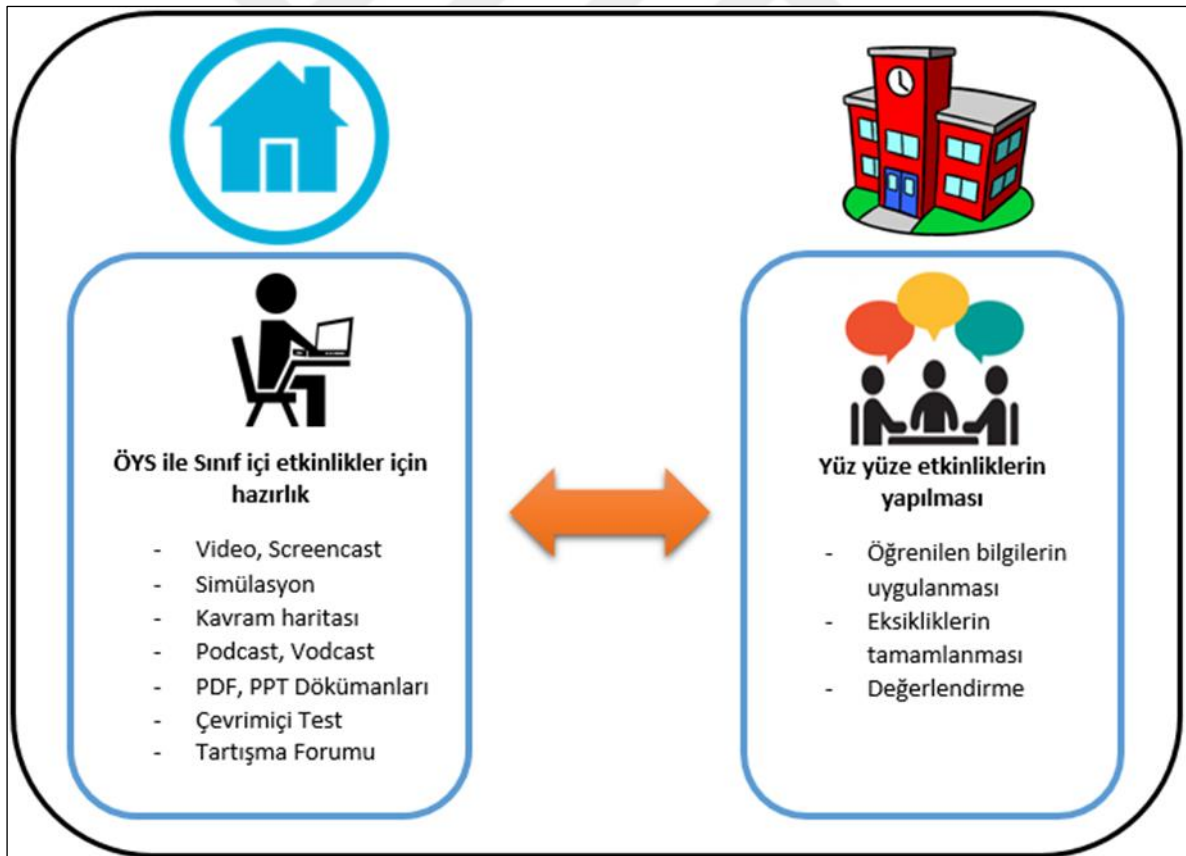 ÖYS ile Sınıf içi etkinlikler için
hazırlık
- Video, Screencast
- Simülasyon
- Kavram haritası
- Podcast, Vodcast
- PDF, PPT Dökümanları
- Çevrimiçi Test
- Tartışma Forumu
Yüz yüze etkinliklerin
yapılması
- Öğrenilen bilgilerin
uygulanması
- Eksikliklerin
tamamlanması
- Değerlendirme